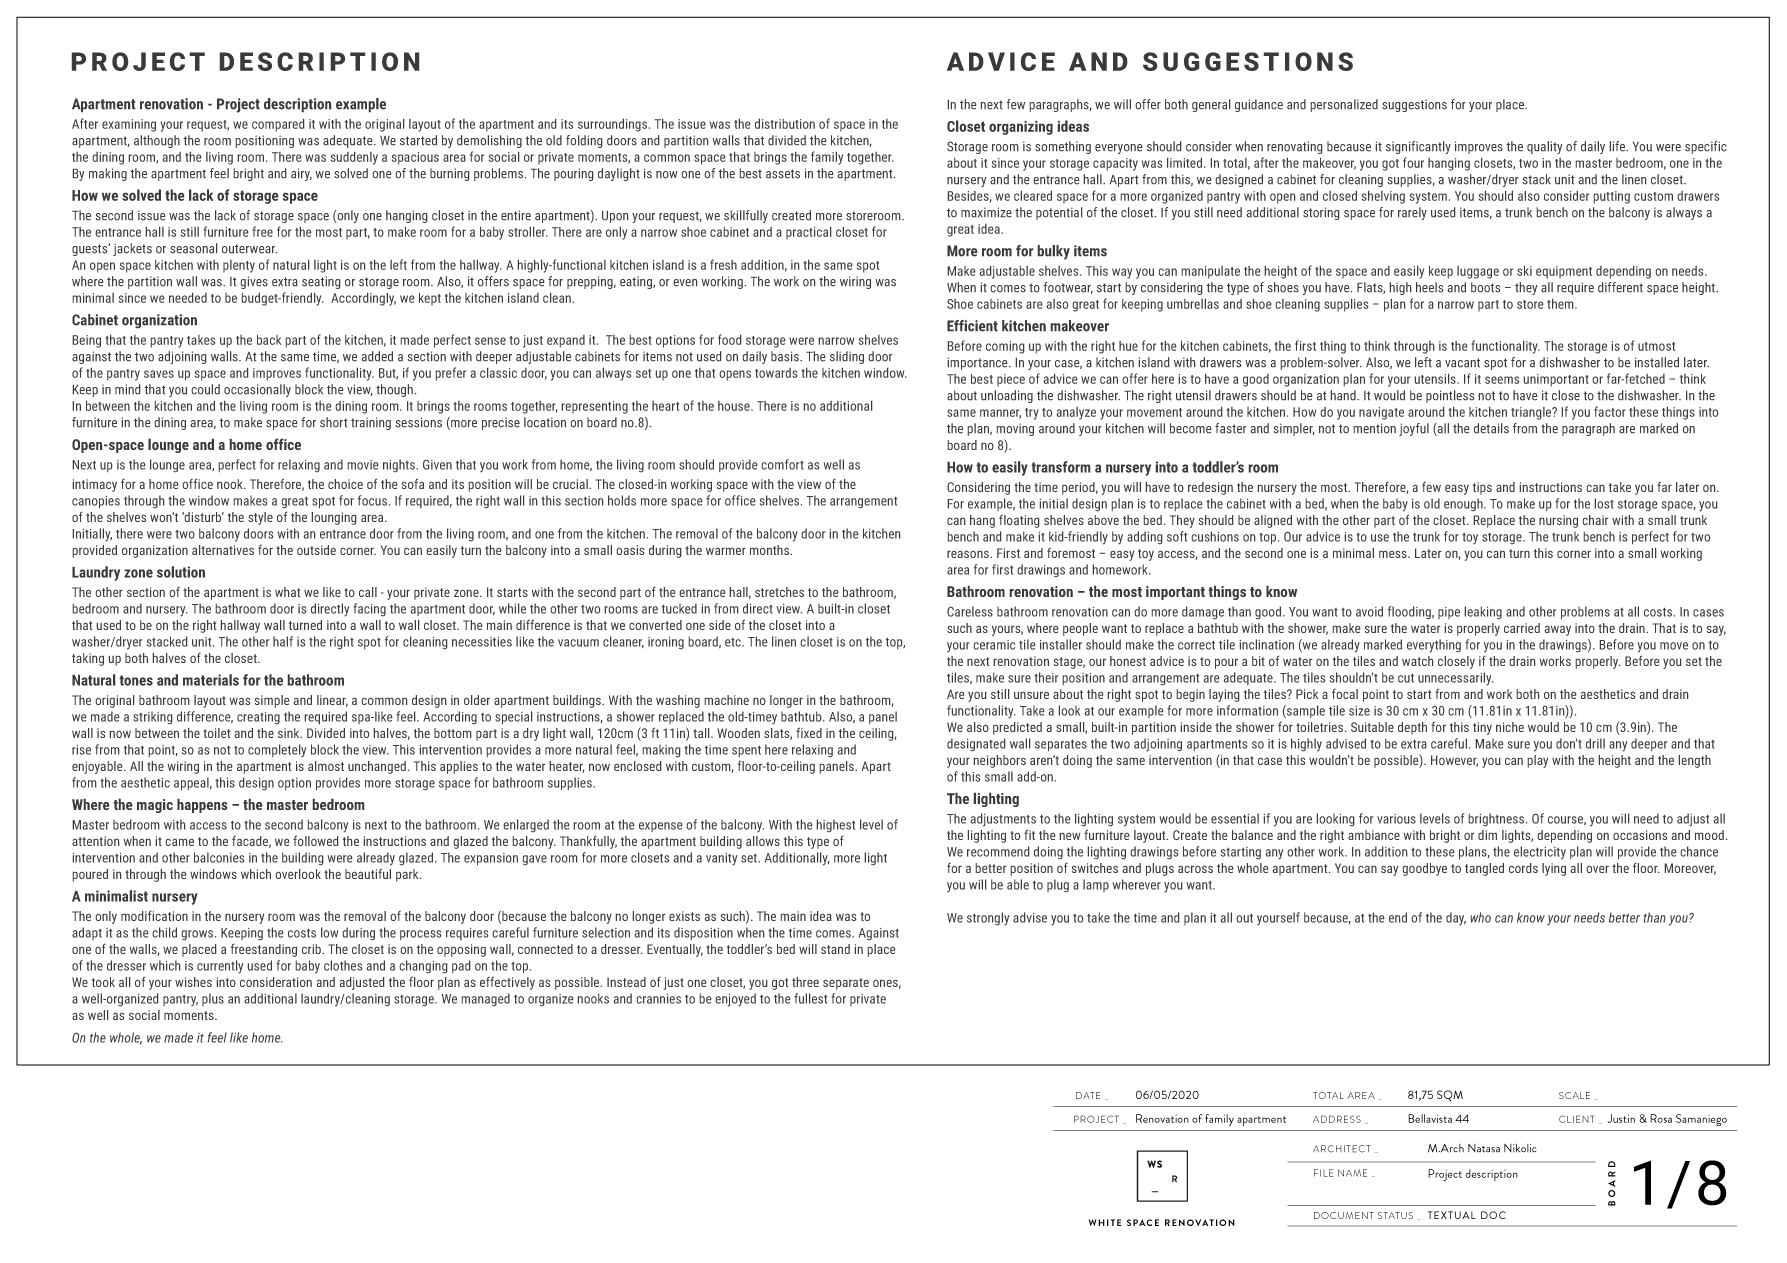 PROJECT DESCRIPTION
Apartment renovation - Project description example
After examining your request, we compared it with the original layout of the apartment and its surroundings. The issue was the distribution of space in the
apartment, although the room positioning was adequate. We started by demolishing the old folding doors and partition walls that divided the kitchen,
the dining room, and the living room. There was suddenly a spacious area for social or private moments, a common space that brings the family together.
By making the apartment feel bright and airy, we solved one of the burning problems. The pouring daylight is now one of the best assets in the apartment.
How we solved the lack of storage space
The second issue was the lack of storage space (only one hanging closet in the entire apartment). Upon your request, we skillfully created more storeroom.
The entrance hall is still furniture free for the most part, to make room for a baby stroller. There are only a narrow shoe cabinet and a practical closet for
guests' jackets or seasonal outerwear.
An open space kitchen with plenty of natural light is on the left from the hallway. A highly-functional kitchen island is a fresh addition, in the same spot
where the partition wall was. It gives extra seating or storage room. Also, it offers space for prepping, eating, or even working. The work on the wiring was
minimal since we needed to be budget-friendly.  Accordingly, we kept the kitchen island clean.
Cabinet organization
Being that the pantry takes up the back part of the kitchen, it made perfect sense to just expand it.  The best options for food storage were narrow shelves
against the two adjoining walls. At the same time, we added a section with deeper adjustable cabinets for items not used on daily basis. The sliding door
of the pantry saves up space and improves functionality. But, if you prefer a classic door, you can always set up one that opens towards the kitchen window.
Keep in mind that you could occasionally block the view, though.
In between the kitchen and the living room is the dining room. It brings the rooms together, representing the heart of the house. There is no additional
furniture in the dining area, to make space for short training sessions (more precise location on board no.8).
Open-space lounge and a home office
Next up is the lounge area, perfect for relaxing and movie nights. Given that you work from home, the living room should provide comfort as well as
intimacy for a home office nook. Therefore, the choice of the sofa and its position will be crucial. The closed-in working space with the view of the
canopies through the window makes a great spot for focus. If required, the right wall in this section holds more space for office shelves. The arrangement
of the shelves won't 'disturb' the style of the lounging area.
Initially, there were two balcony doors with an entrance door from the living room, and one from the kitchen. The removal of the balcony door in the kitchen
provided organization alternatives for the outside corner. You can easily turn the balcony into a small oasis during the warmer months.
Laundry zone solution
The other section of the apartment is what we like to call - your private zone. It starts with the second part of the entrance hall, stretches to the bathroom,
bedroom and nursery. The bathroom door is directly facing the apartment door, while the other two rooms are tucked in from direct view. A built-in closet
that used to be on the right hallway wall turned into a wall to wall closet. The main difference is that we converted one side of the closet into a
washer/dryer stacked unit. The other half is the right spot for cleaning necessities like the vacuum cleaner, ironing board, etc. The linen closet is on the top,
taking up both halves of the closet.
Natural tones and materials for the bathroom
The original bathroom layout was simple and linear, a common design in older apartment buildings. With the washing machine no longer in the bathroom,
we made a striking difference, creating the required spa-like feel. According to special instructions, a shower replaced the old-timey bathtub. Also, a panel
wall is now between the toilet and the sink. Divided into halves, the bottom part is a dry light wall, 120cm (3 ft 11in) tall. Wooden slats, fixed in the ceiling,
rise from that point, so as not to completely block the view. This intervention provides a more natural feel, making the time spent here relaxing and
enjoyable. All the wiring in the apartment is almost unchanged. This applies to the water heater, now enclosed with custom, floor-to-ceiling panels. Apart
from the aesthetic appeal, this design option provides more storage space for bathroom supplies.
Where the magic happens – the master bedroom
Master bedroom with access to the second balcony is next to the bathroom. We enlarged the room at the expense of the balcony. With the highest level of
attention when it came to the facade, we followed the instructions and glazed the balcony. Thankfully, the apartment building allows this type of
intervention and other balconies in the building were already glazed. The expansion gave room for more closets and a vanity set. Additionally, more light
poured in through the windows which overlook the beautiful park.
A minimalist nursery
The only modification in the nursery room was the removal of the balcony door (because the balcony no longer exists as such). The main idea was to
adapt it as the child grows. Keeping the costs low during the process requires careful furniture selection and its disposition when the time comes. Against
one of the walls, we placed a freestanding crib. The closet is on the opposing wall, connected to a dresser. Eventually, the toddler's bed will stand in place
of the dresser which is currently used for baby clothes and a changing pad on the top.
We took all of your wishes into consideration and adjusted the floor plan as effectively as possible. Instead of just one closet, you got three separate ones,
a well-organized pantry, plus an additional laundry/cleaning storage. We managed to organize nooks and crannies to be enjoyed to the fullest for private
as well as social moments.
On the whole, we made it feel like home.
ADVICE AND SUGGESTIONS
In the next few paragraphs, we will offer both general guidance and personalized suggestions for your place.
Closet organizing ideas
Storage room is something everyone should consider when renovating because it significantly improves the quality of daily life. You were specific
about it since your storage capacity was limited. In total, after the makeover, you got four hanging closets, two in the master bedroom, one in the
nursery and the entrance hall. Apart from this, we designed a cabinet for cleaning supplies, a washer/dryer stack unit and the linen closet.
Besides, we cleared space for a more organized pantry with open and closed shelving system. You should also consider putting custom drawers
to maximize the potential of the closet. If you still need additional storing space for rarely used items, a trunk bench on the balcony is always a
great idea.
More room for bulky items
Make adjustable shelves. This way you can manipulate the height of the space and easily keep luggage or ski equipment depending on needs.
When it comes to footwear, start by considering the type of shoes you have. Flats, high heels and boots – they all require different space height.
Shoe cabinets are also great for keeping umbrellas and shoe cleaning supplies – plan for a narrow part to store them.
Efficient kitchen makeover
Before coming up with the right hue for the kitchen cabinets, the first thing to think through is the functionality. The storage is of utmost
importance. In your case, a kitchen island with drawers was a problem-solver. Also, we left a vacant spot for a dishwasher to be installed later.
The best piece of advice we can offer here is to have a good organization plan for your utensils. If it seems unimportant or far-fetched – think
about unloading the dishwasher. The right utensil drawers should be at hand. It would be pointless not to have it close to the dishwasher. In the
same manner, try to analyze your movement around the kitchen. How do you navigate around the kitchen triangle? If you factor these things into
the plan, moving around your kitchen will become faster and simpler, not to mention joyful (all the details from the paragraph are marked on
board no 8).
How to easily transform a nursery into a toddler's room
Considering the time period, you will have to redesign the nursery the most. Therefore, a few easy tips and instructions can take you far later on.
For example, the initial design plan is to replace the cabinet with a bed, when the baby is old enough. To make up for the lost storage space, you
can hang floating shelves above the bed. They should be aligned with the other part of the closet. Replace the nursing chair with a small trunk
bench and make it kid-friendly by adding soft cushions on top. Our advice is to use the trunk for toy storage. The trunk bench is perfect for two
reasons. First and foremost – easy toy access, and the second one is a minimal mess. Later on, you can turn this corner into a small working
area for first drawings and homework.
Bathroom renovation – the most important things to know
Careless bathroom renovation can do more damage than good. You want to avoid flooding, pipe leaking and other problems at all costs. In cases
such as yours, where people want to replace a bathtub with the shower, make sure the water is properly carried away into the drain. That is to say,
your ceramic tile installer should make the correct tile inclination (we already marked everything for you in the drawings). Before you move on to
the next renovation stage, our honest advice is to pour a bit of water on the tiles and watch closely if the drain works properly. Before you set the
tiles, make sure their position and arrangement are adequate. The tiles shouldn't be cut unnecessarily.
Are you still unsure about the right spot to begin laying the tiles? Pick a focal point to start from and work both on the aesthetics and drain
functionality. Take a look at our example for more information (sample tile size is 30 cm x 30 cm (11.81in x 11.81in)).
We also predicted a small, built-in partition inside the shower for toiletries. Suitable depth for this tiny niche would be 10 cm (3.9in). The
designated wall separates the two adjoining apartments so it is highly advised to be extra careful. Make sure you don't drill any deeper and that
your neighbors aren't doing the same intervention (in that case this wouldn't be possible). However, you can play with the height and the length
of this small add-on.
The lighting
The adjustments to the lighting system would be essential if you are looking for various levels of brightness. Of course, you will need to adjust all
the lighting to fit the new furniture layout. Create the balance and the right ambiance with bright or dim lights, depending on occasions and mood.
We recommend doing the lighting drawings before starting any other work. In addition to these plans, the electricity plan will provide the chance
for a better position of switches and plugs across the whole apartment. You can say goodbye to tangled cords lying all over the floor. Moreover,
you will be able to plug a lamp wherever you want.
We strongly advise you to take the time and plan it all out yourself because, at the end of the day, who can know your needs better than you?
DATE _ 06/05/2020 TOTAL AREA _ 81,75 SQM SCALE _
PROJECT _ Renovation of family apartment ADDRESS _ Bellavista 44 CLIENT _ Justin & Rosa Samaniego
ARCHITECT _ M.Arch Natasa Nikolic
FILE NAME _ Project description
DOCUMENT STATUS _ TEXTUAL DOC
BOARD 1/8
WS
R
_
WHITE SPACE RENOVATION